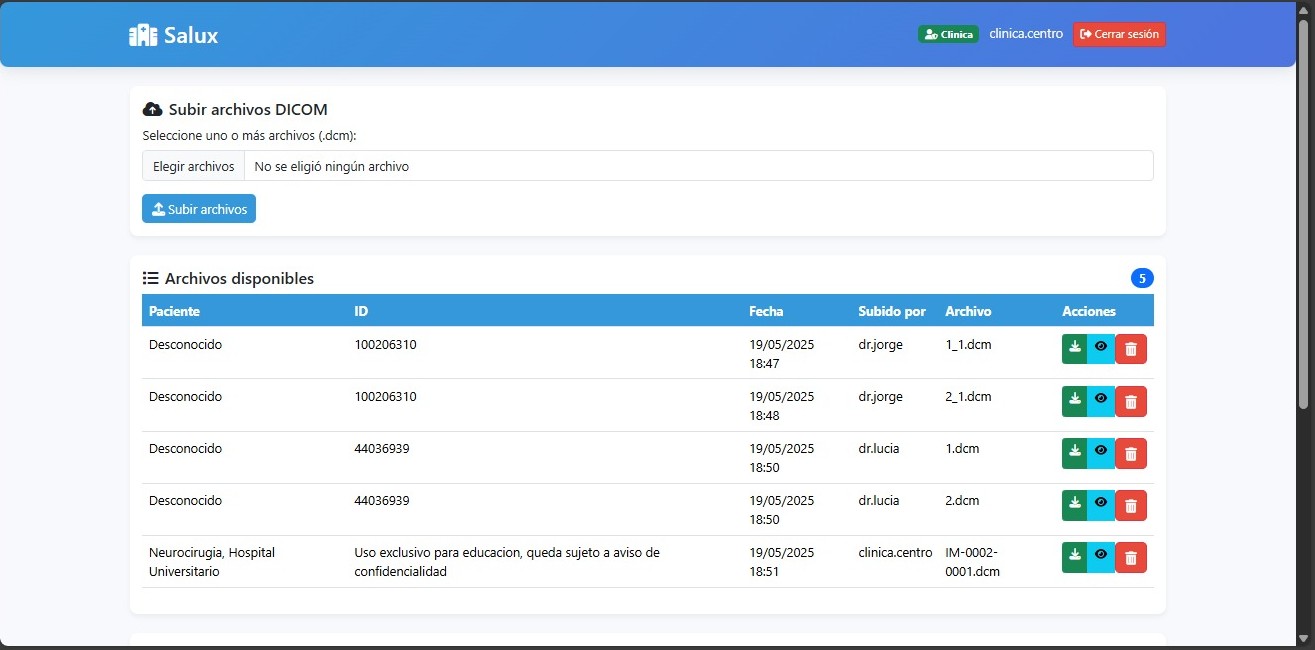 Salux
Clínica
clinica.centro
Cerrar sesión
Subir archivos DICOM
Seleccione uno o más archivos (.dcm):
Elegir archivos
No se eligió ningún archivo
Subir archivos
Archivos disponibles
5
Paciente ID Fecha Subido por Archivo Acciones
Desconocido 100206310 19/05/2025 dr.jorge 1_1.dcm
18:47
Desconocido 100206310 19/05/2025 dr.jorge 2_1.dcm
18:48
Desconocido 44036939 19/05/2025 dr.lucia 1.dcm
18:50
Desconocido 44036939 19/05/2025 dr.lucia 2.dcm
18:50
Neurocirugia, Hospital Uso exclusivo para educacion, queda sujeto a aviso de 19/05/2025 clinica.centro IM-0002-
Universitario confidencialidad 18:51 0001.dcm